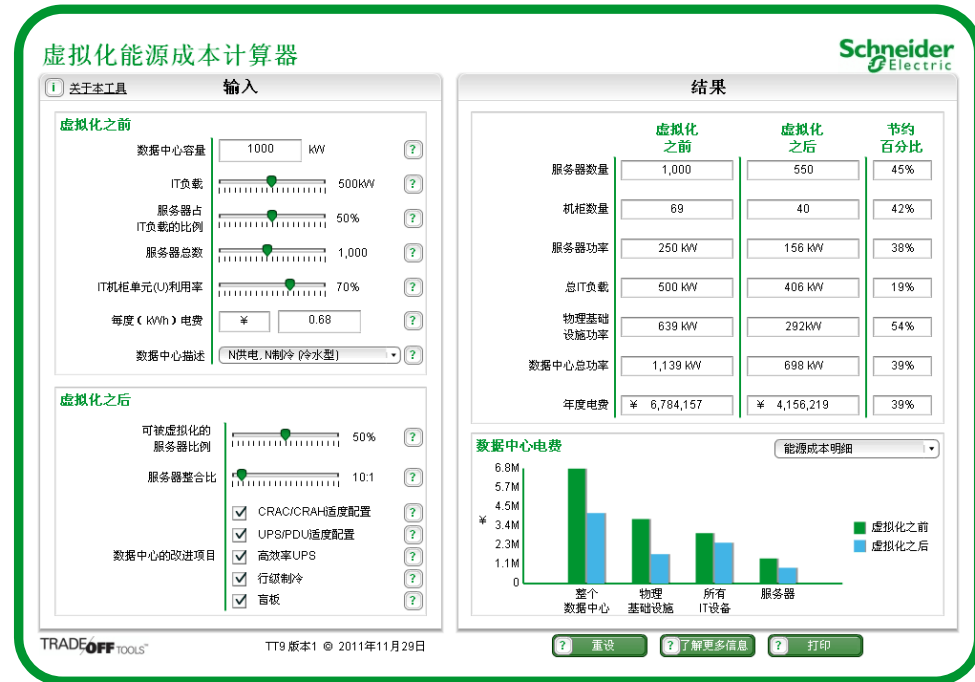 虚拟化能源成本计算器
Schneider
Electric
i 关于本工具 输入
虚拟化之前
数据中心容量 1000 kW ?
IT负载 500kW ?
服务器占
IT负载的比例 50% ?
服务器总数 1,000 ?
IT机柜单元(U)利用率 70% ?
每度 ( kWh ) 电费 ¥ 0.68 ?
数据中心描述 N供电, N制冷 (冷水型) ?
虚拟化之后
可被虚拟化的
服务器比例 50% ?
服务器整合比 10:1 ?
数据中心的改进项目
CRAC/CRAH适度配置 ?
UPS/PDU适度配置 ?
高效率UPS ?
行级制冷 ?
盲板 ?
结果
虚拟化
之前
虚拟化
之后
节约
百分比
服务器数量 1,000 550 45%
机柜数量 69 40 42%
服务器功率 250 kW 156 kW 38%
总IT负载 500 kW 406 kW 19%
物理基础
设施功率 639 kW 292kW 54%
数据中心总功率 1,139 kW 698 kW 39%
年度电费 ¥ 6,784,157 ¥ 4,156,219 39%
数据中心电费 能源成本明细
6.8M
5.7M
4.5M
¥
3.4M
2.3M
1.1M
0
整个
数据中心
物理
基础设施
所有
IT设备
服务器
虚拟化之前
虚拟化之后
TRADE OFF TOOLS™
TT9 版本1 © 2011年11月29日
? 重设
? 了解更多信息
? 打印